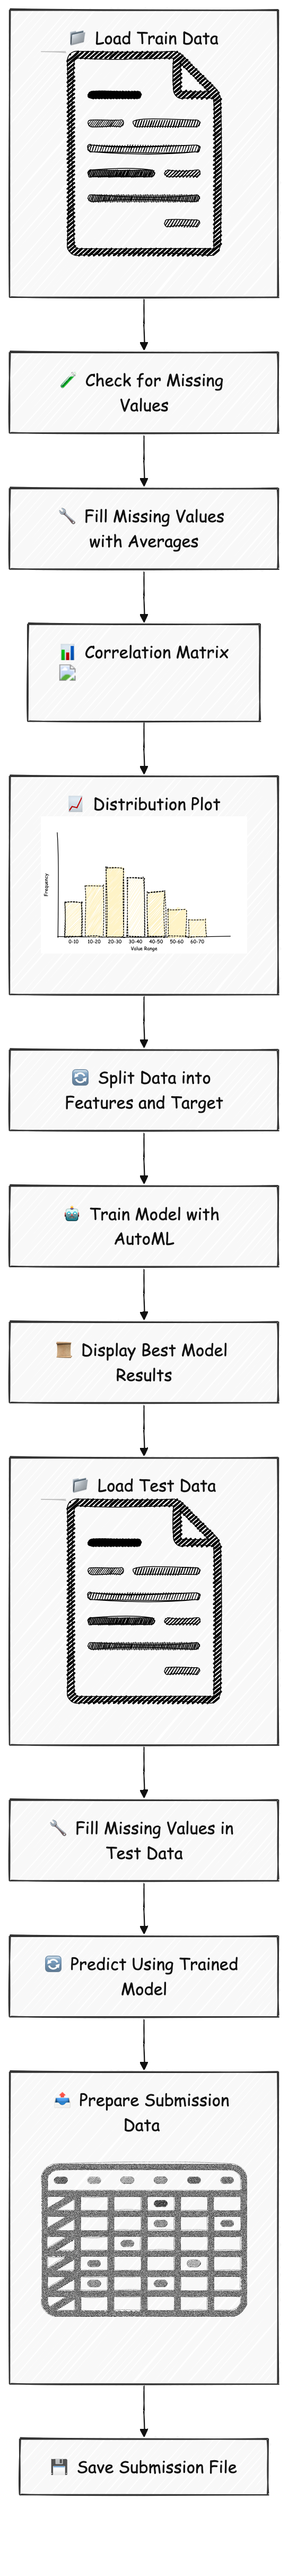 📁 Load Train Data
🧪 Check for Missing
Values
🔧 Fill Missing Values
with Averages
📊 Correlation Matrix
📈 Distribution Plot
Frequency
0-10 10-20 20-30 30-40 40-50 50-60 60-70
Value Range
🔄 Split Data into
Features and Target
🤖 Train Model with
AutoML
📜 Display Best Model
Results
📁 Load Test Data
🔧 Fill Missing Values in
Test Data
🔄 Predict Using Trained
Model
📤 Prepare Submission
Data
💾 Save Submission File